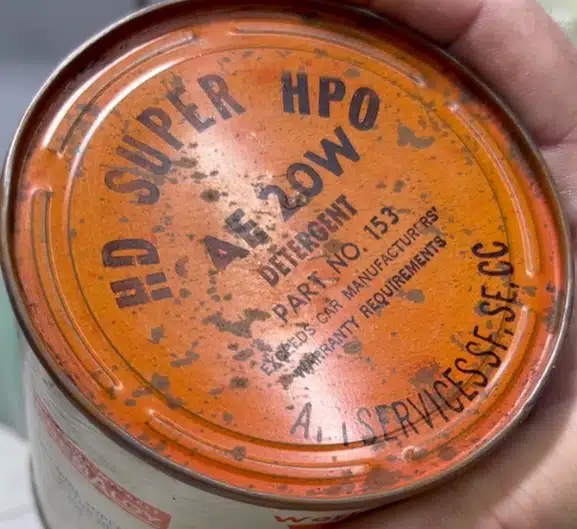 HD SUPER HPO
AE 20W
DETERGENT
PART NO. 153
EXCEEDS CAR MANUFACTURERS'
WARRANTY REQUIREMENTS
A I SERVICES SF, SE, CC